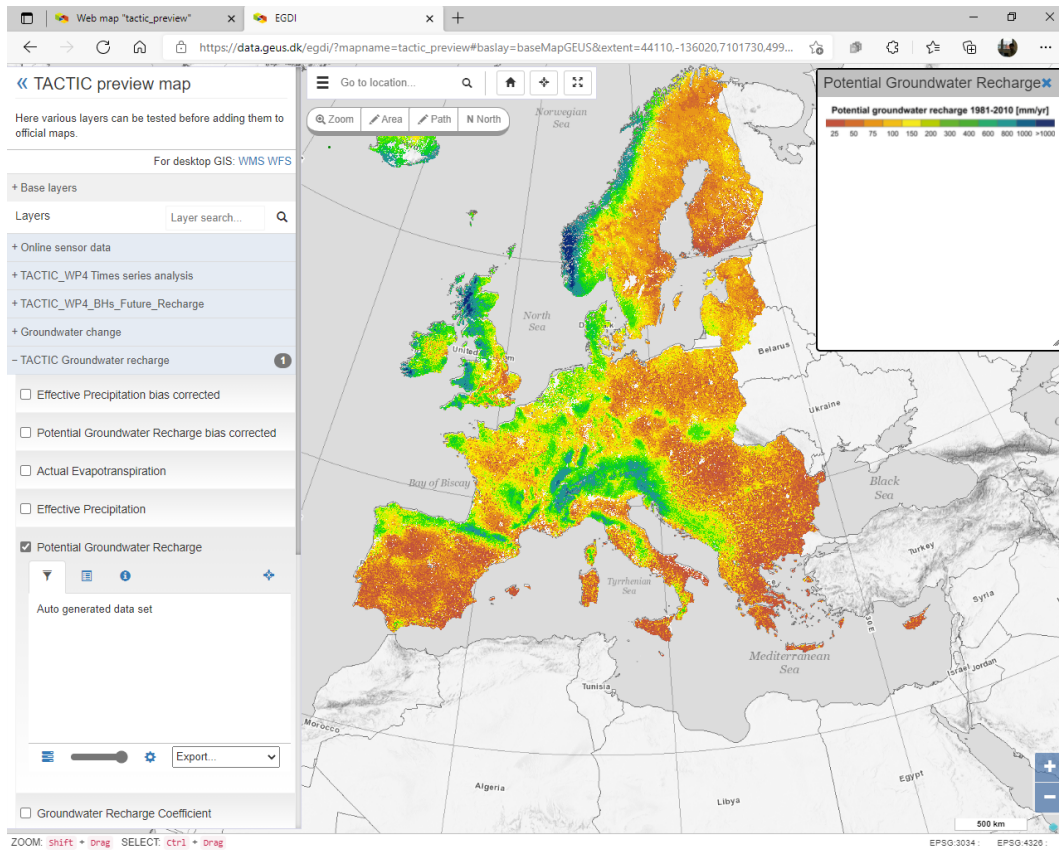 Web map "tactic_preview"
EGDI
https://data.geus.dk/egdi/?mapname=tactic_preview#baslay=baseMapGEUS&extent=44110,-136020,7101730,499...
TACTIC preview map
Here various layers can be tested before adding them to
official maps.
For desktop GIS: WMS WFS
+ Base layers
Layers
Layer search...
+ Online sensor data
+ TACTIC_WP4 Times series analysis
+ TACTIC_WP4_BHs_Future_Recharge
+ Groundwater change
− TACTIC Groundwater recharge
1
Effective Precipitation bias corrected
Potential Groundwater Recharge bias corrected
Actual Evapotranspiration
Effective Precipitation
Potential Groundwater Recharge
Auto generated data set
Export...
Groundwater Recharge Coefficient
ZOOM: Shift + Drag SELECT: Ctrl + Drag
Go to location...
Zoom
Area
Path
N North
Potential Groundwater Recharge
Potential groundwater recharge 1981-2010 [mm/yr]
25 50 75 100 150 200 300 400 600 800 1000 >1000
Norwegian
Sea
North
Sea
Belarus
Ukraine
Bay of Biscay
Black
Sea
Turkey
Tyrrhenian
Sea
Syria
30 E
Mediterranean
Sea
Israel Jordan
Tunisia
Morocco
Algeria
Libya
Egypt
500 km
EPSG:3034 :
EPSG:4326 :